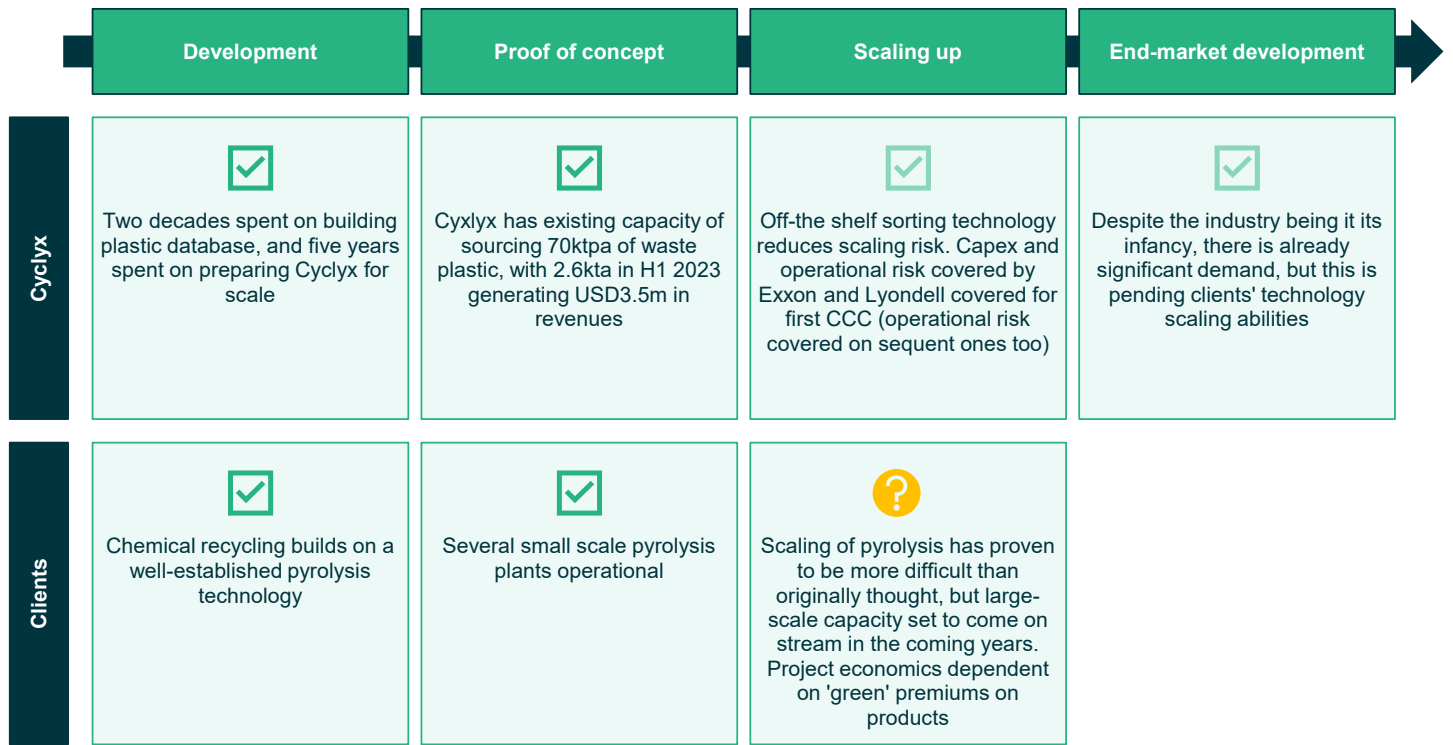 Development
Proof of concept
Scaling up
End-market development
Cyclyx
Two decades spent on building
plastic database, and five years
spent on preparing Cyclyx for
scale
Cyxlyx has existing capacity of
sourcing 70ktpa of waste
plastic, with 2.6kta in H1 2023
generating USD3.5m in
revenues
Off-the shelf sorting technology
reduces scaling risk. Capex and
operational risk covered by
Exxon and Lyondell covered for
first CCC (operational risk
covered on sequent ones too)
Despite the industry being it its
infancy, there is already
significant demand, but this is
pending clients' technology
scaling abilities
Clients
Chemical recycling builds on a
well-established pyrolysis
technology
Several small scale pyrolysis
plants operational
?
Scaling of pyrolysis has proven
to be more difficult than
originally thought, but large-
scale capacity set to come on
stream in the coming years.
Project economics dependent
on 'green' premiums on
products